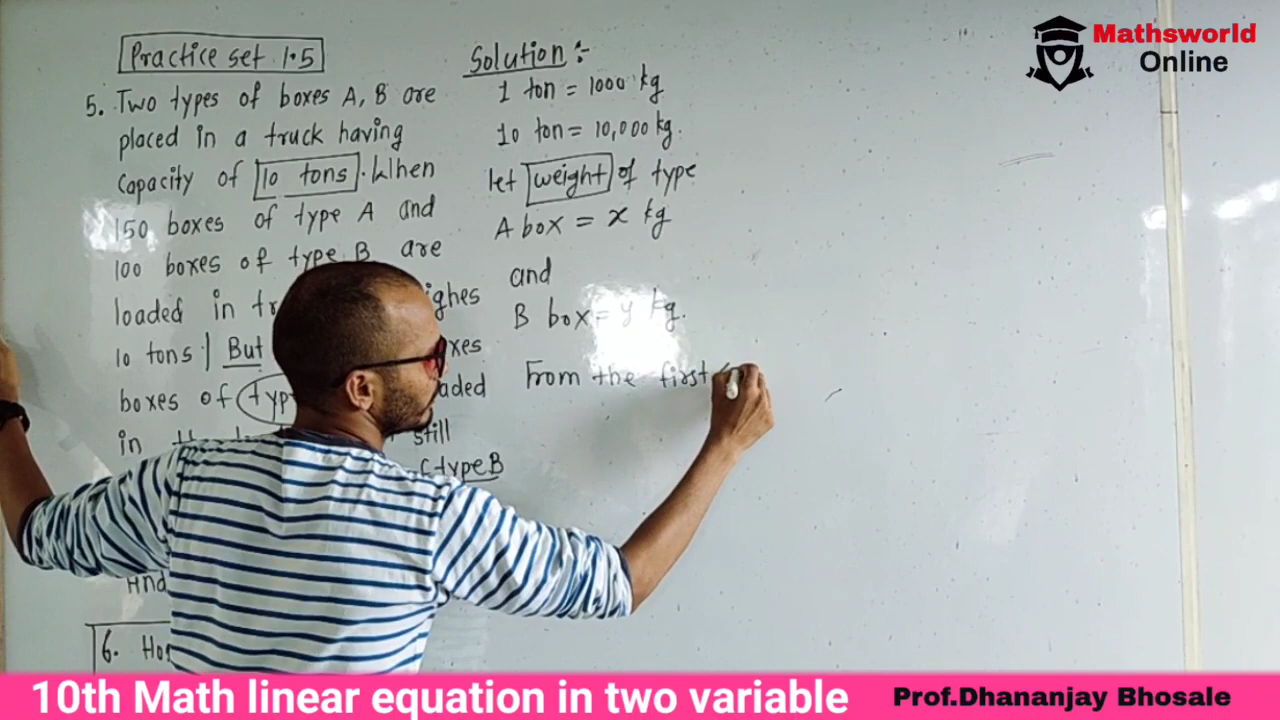 Practice set 1.5
5. Two types of boxes A, B are
placed in a truck having
Capacity of 10 tons. When
150 boxes of type A and
100 boxes of type B are
loaded in
10 tons. But
boxes of
in still
type B
6.
Solution :-
1 ton = 1000 kg
10 ton = 10,000 kg.
let weight of type
A box = x kg
and
B box = y kg.
From the first
Mathsworld
Online
10th Math linear equation in two variable
Prof.Dhananjay Bhosale